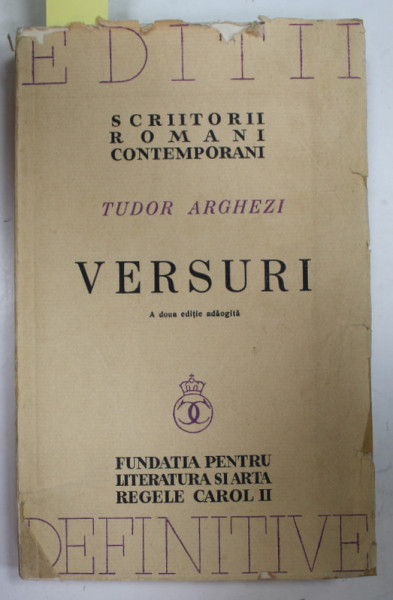 EDITII
SCRIITORII
ROMANI
CONTEMPORANI
TUDOR ARGHEZI
VERSURI
A doua ediție adăogită
FUNDATIA PENTRU
LITERATURA SI ARTA
REGELE CAROL II
DEFINITIVE